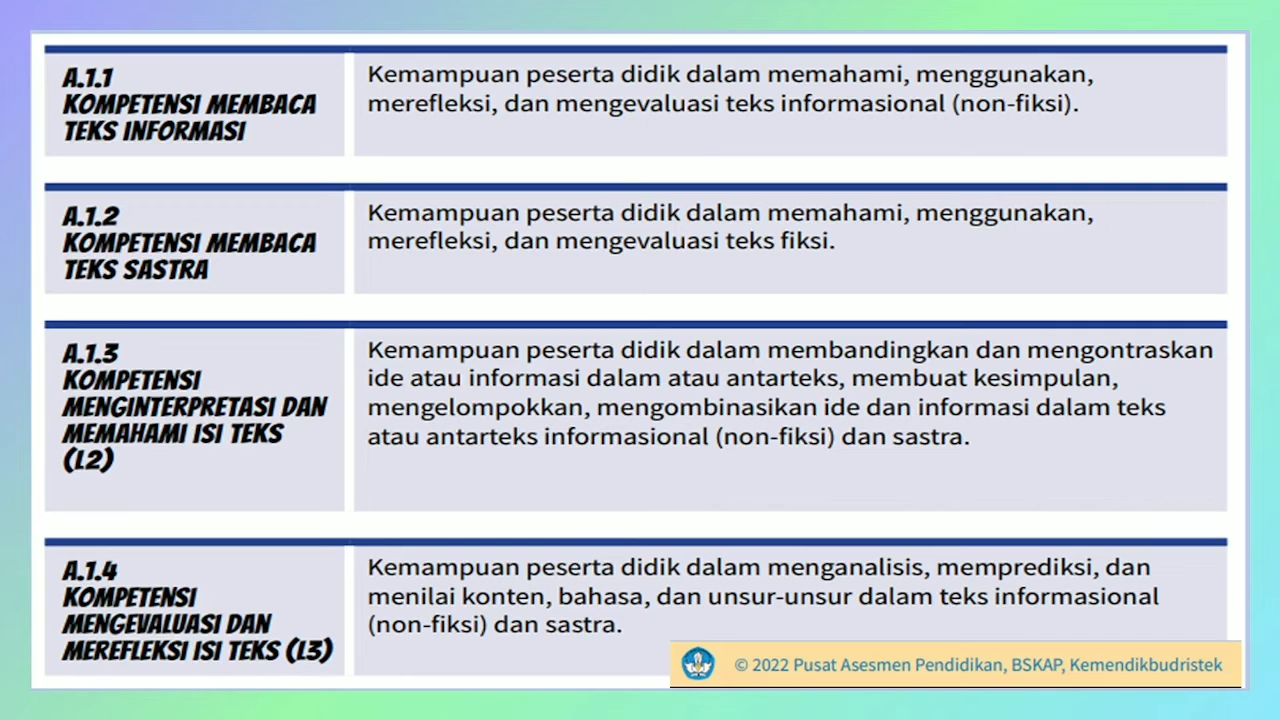 A.1.1
KOMPETENSI MEMBACA
TEKS INFORMASI
Kemampuan peserta didik dalam memahami, menggunakan,
merefleksi, dan mengevaluasi teks informasional (non-fiksi).
A.1.2
KOMPETENSI MEMBACA
TEKS SASTRA
Kemampuan peserta didik dalam memahami, menggunakan,
merefleksi, dan mengevaluasi teks fiksi.
A.1.3
KOMPETENSI
MENGINTERPRETASI DAN
MEMAHAMI ISI TEKS
(L2)
Kemampuan peserta didik dalam membandingkan dan mengontraskan
ide atau informasi dalam atau antarteks, membuat kesimpulan,
mengelompokkan, mengombinasikan ide dan informasi dalam teks
atau antarteks informasional (non-fiksi) dan sastra.
A.1.4
KOMPETENSI
MENGEVALUASI DAN
MEREFLEKSI ISI TEKS (L3)
Kemampuan peserta didik dalam menganalisis, memprediksi, dan
menilai konten, bahasa, dan unsur-unsur dalam teks informasional
(non-fiksi) dan sastra.
© 2022 Pusat Asesmen Pendidikan, BSKAP, Kemendikbudristek